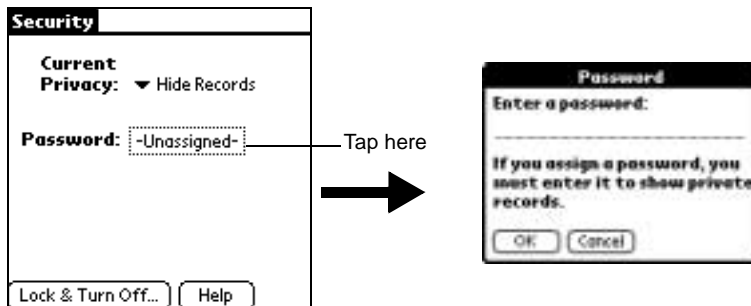 Security
Current
Privacy: Hide Records
Password: -Unassigned-
Tap here
Lock & Turn Off... Help
Password
Enter a password:
If you assign a password, you
must enter it to show private
records.
OK Cancel